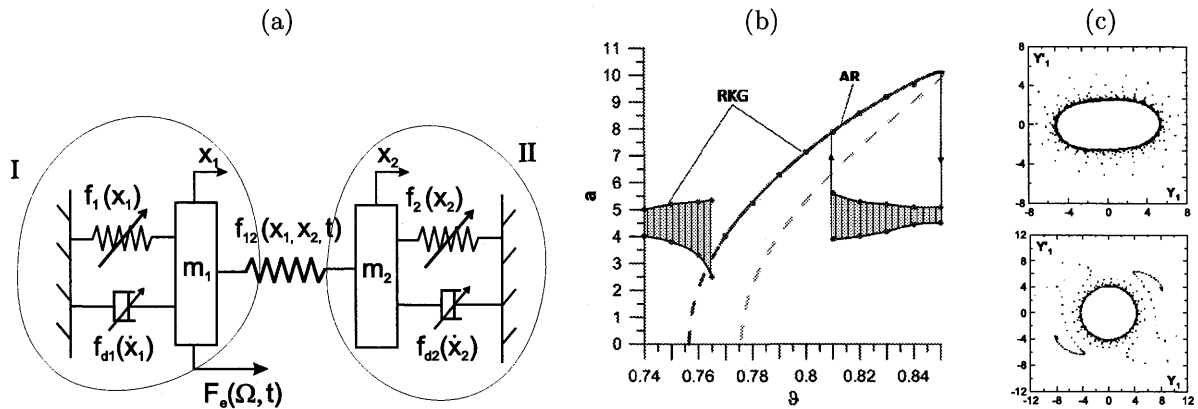 (a)
(b)
(c)
I
II
x₁
x₂
f₁(x₁)
f₁₂(x₁,x₂,t)
f₂(x₂)
m₁
m₂
f_d1(ẋ₁)
f_d2(ẋ₂)
Fₑ(Ω,t)
a
11
10
9
8
7
6
5
4
3
2
1
0
0.74 0.76 0.78 0.8 0.82 0.84
ϑ
RKG
AR
8
4
0
-4
-8
Y'₁
Y₁
-8 -4 0 4 8
12
8
4
0
-4
-8
-12
Y'₁
Y₁
-12 -8 -4 0 4 8 12